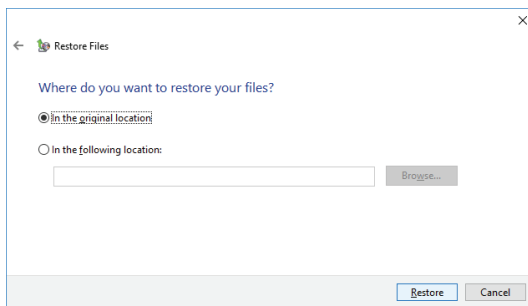 Restore Files
Where do you want to restore your files?
In the original location
In the following location:
Browse...
Restore Cancel